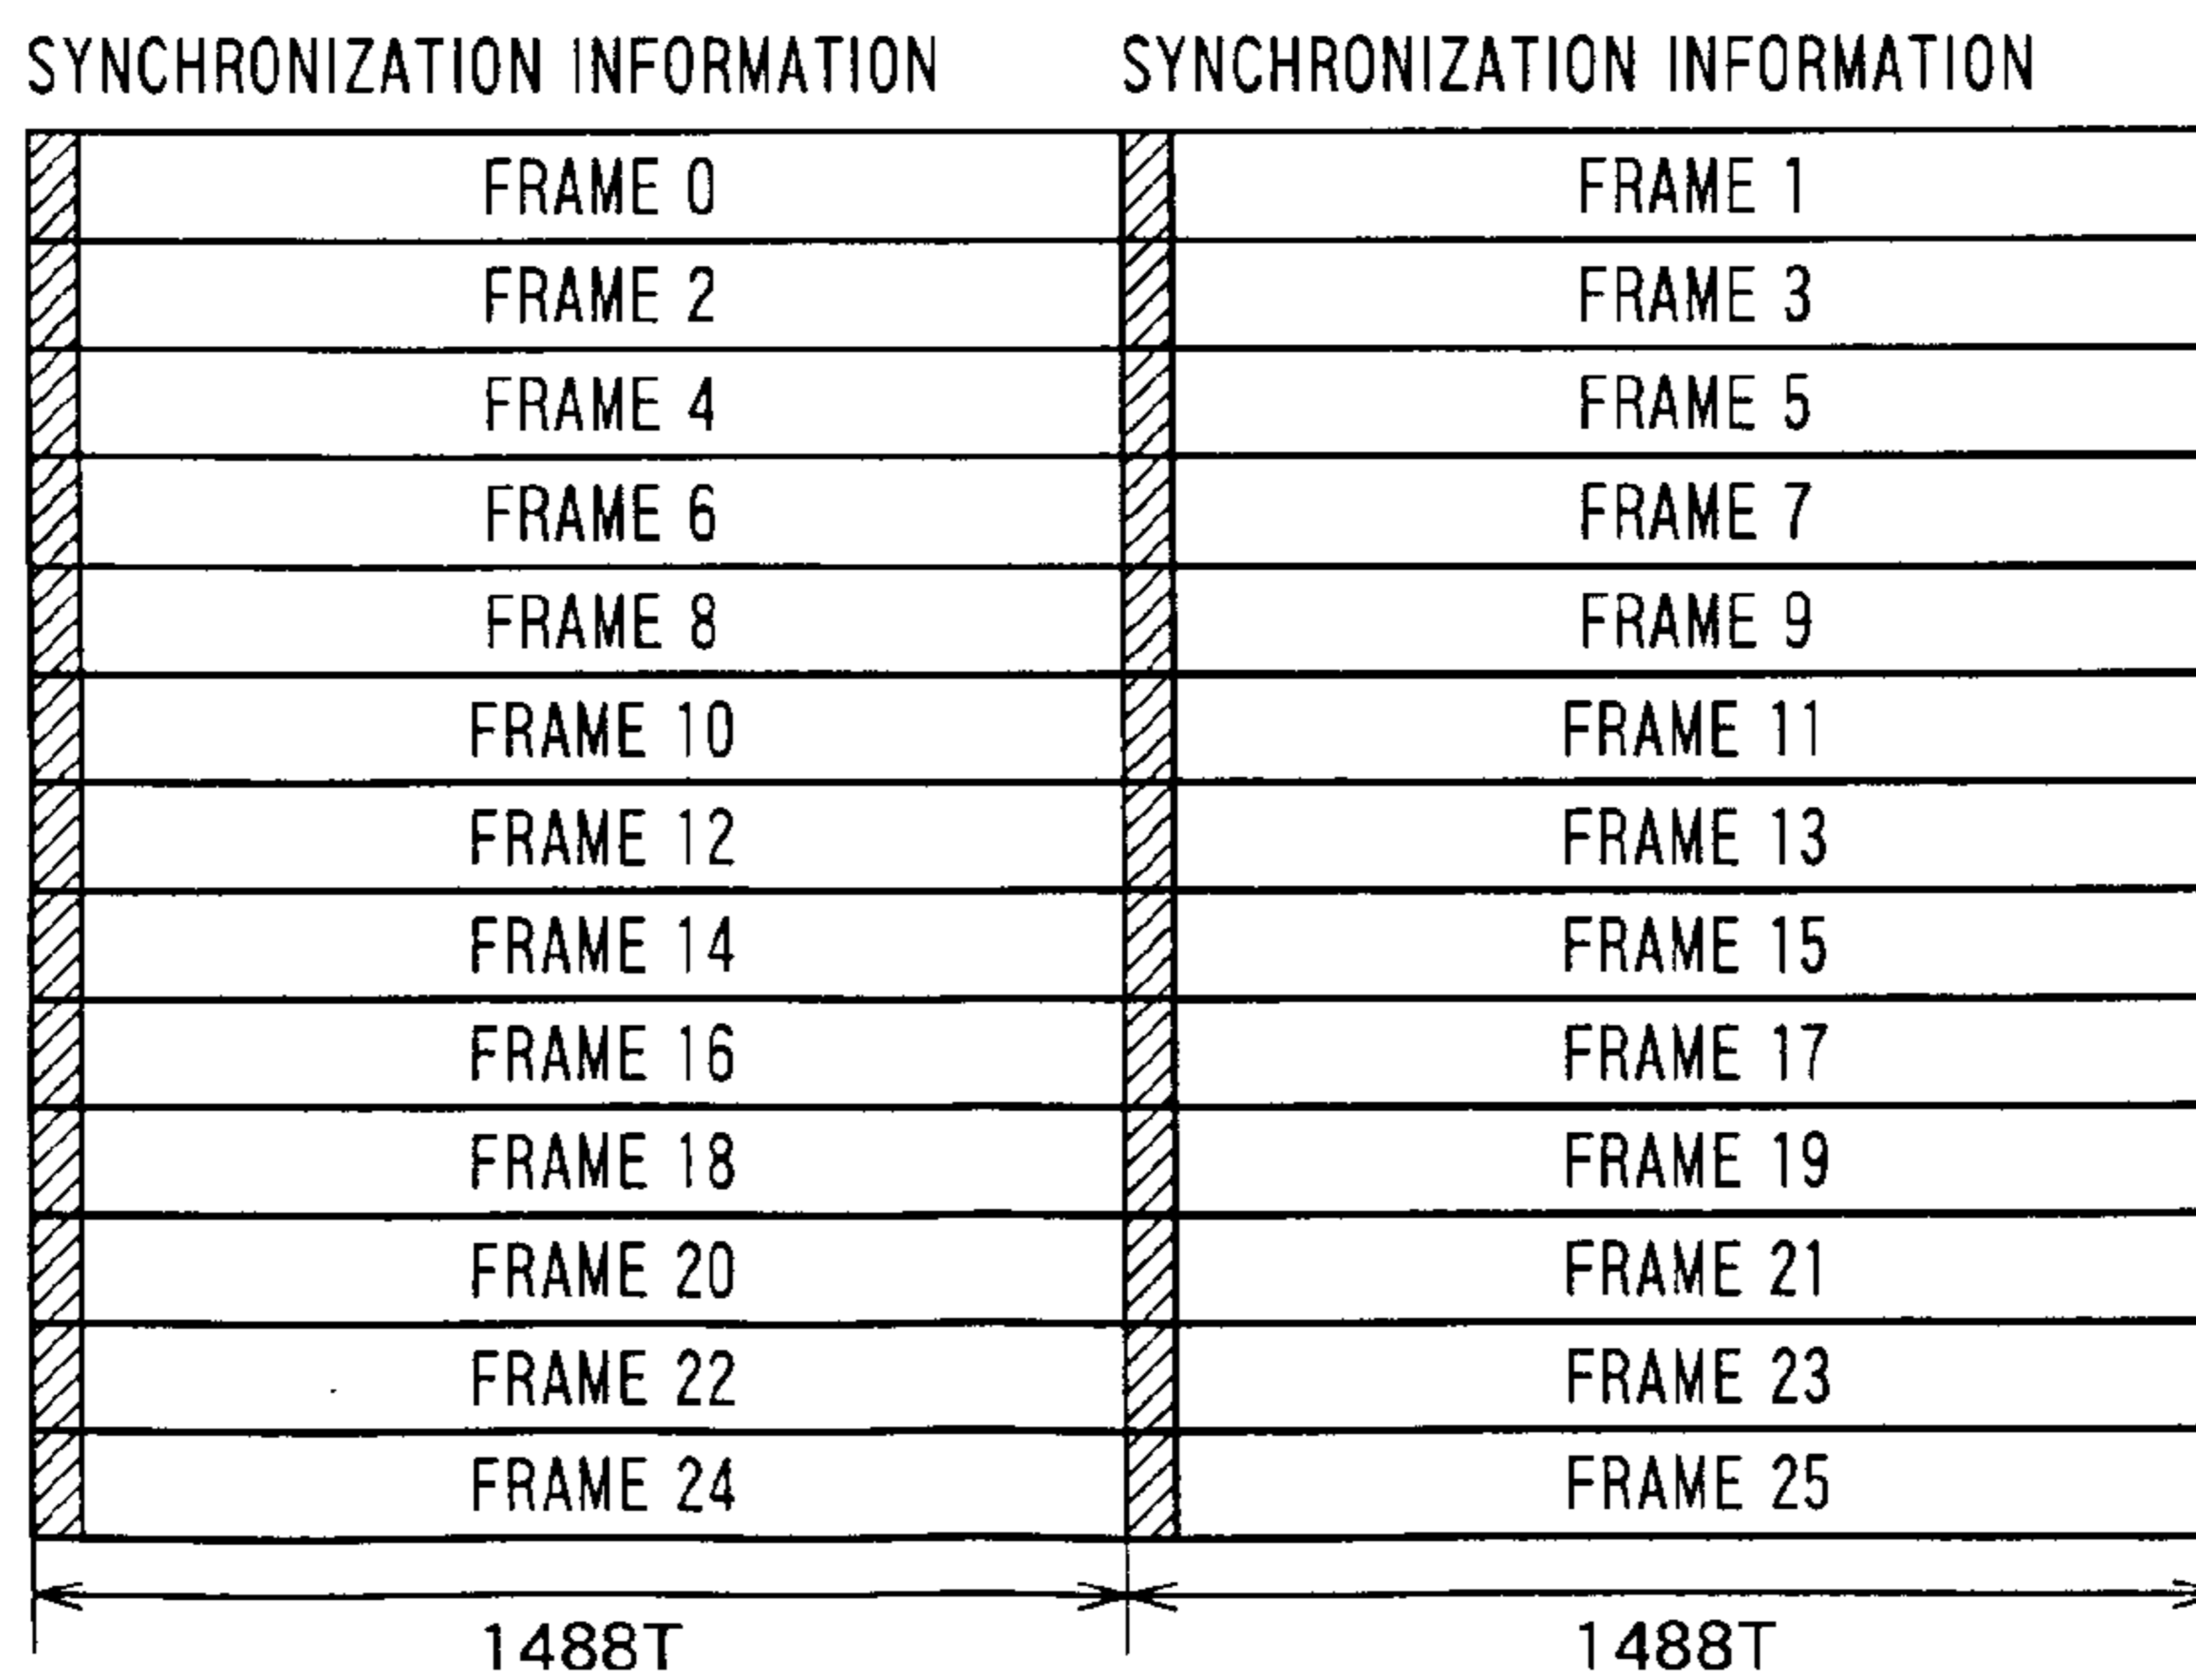 SYNCHRONIZATION INFORMATION SYNCHRONIZATION INFORMATION
FRAME 0 FRAME 1
FRAME 2 FRAME 3
FRAME 4 FRAME 5
FRAME 6 FRAME 7
FRAME 8 FRAME 9
FRAME 10 FRAME 11
FRAME 12 FRAME 13
FRAME 14 FRAME 15
FRAME 16 FRAME 17
FRAME 18 FRAME 19
FRAME 20 FRAME 21
FRAME 22 FRAME 23
FRAME 24 FRAME 25
1488T 1488T